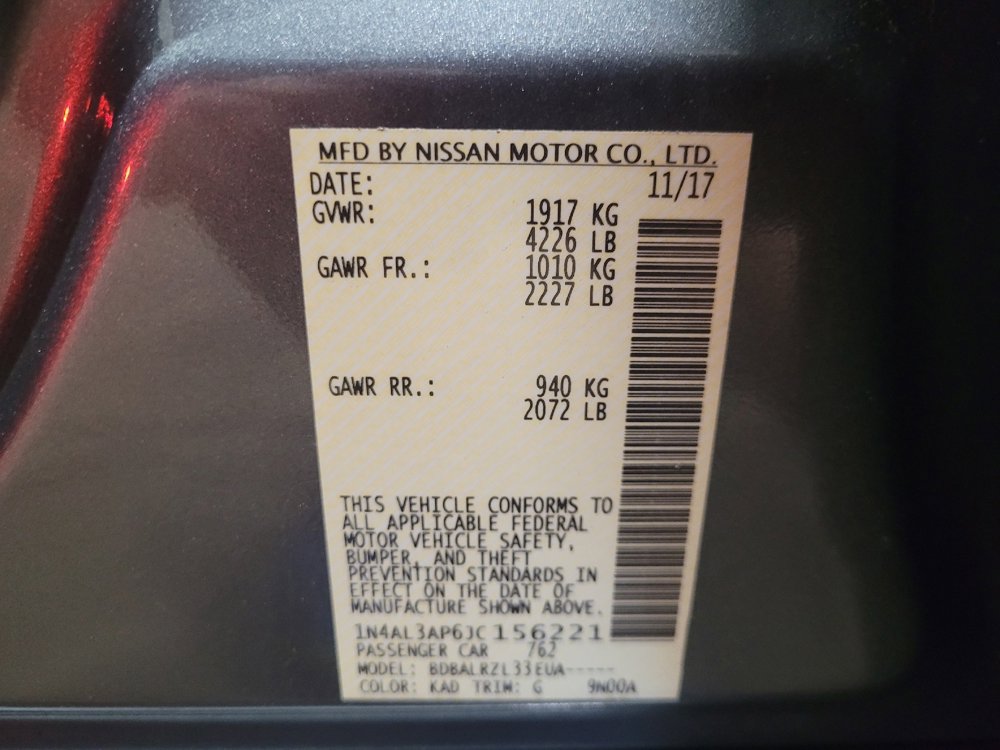 MFD BY NISSAN MOTOR CO., LTD.
DATE: 11/17
GVWR: 1917 KG
4226 LB
GAWR FR.: 1010 KG
2227 LB
GAWR RR.: 940 KG
2072 LB
THIS VEHICLE CONFORMS TO
ALL APPLICABLE FEDERAL
MOTOR VEHICLE SAFETY,
BUMPER, AND THEFT
PREVENTION STANDARDS IN
EFFECT ON THE DATE OF
MANUFACTURE SHOWN ABOVE.
1N4AL3AP6JC156221
PASSENGER CAR 762
MODEL: BDBALRZL33EUA-----
COLOR: KAD TRIM: G 9N00A